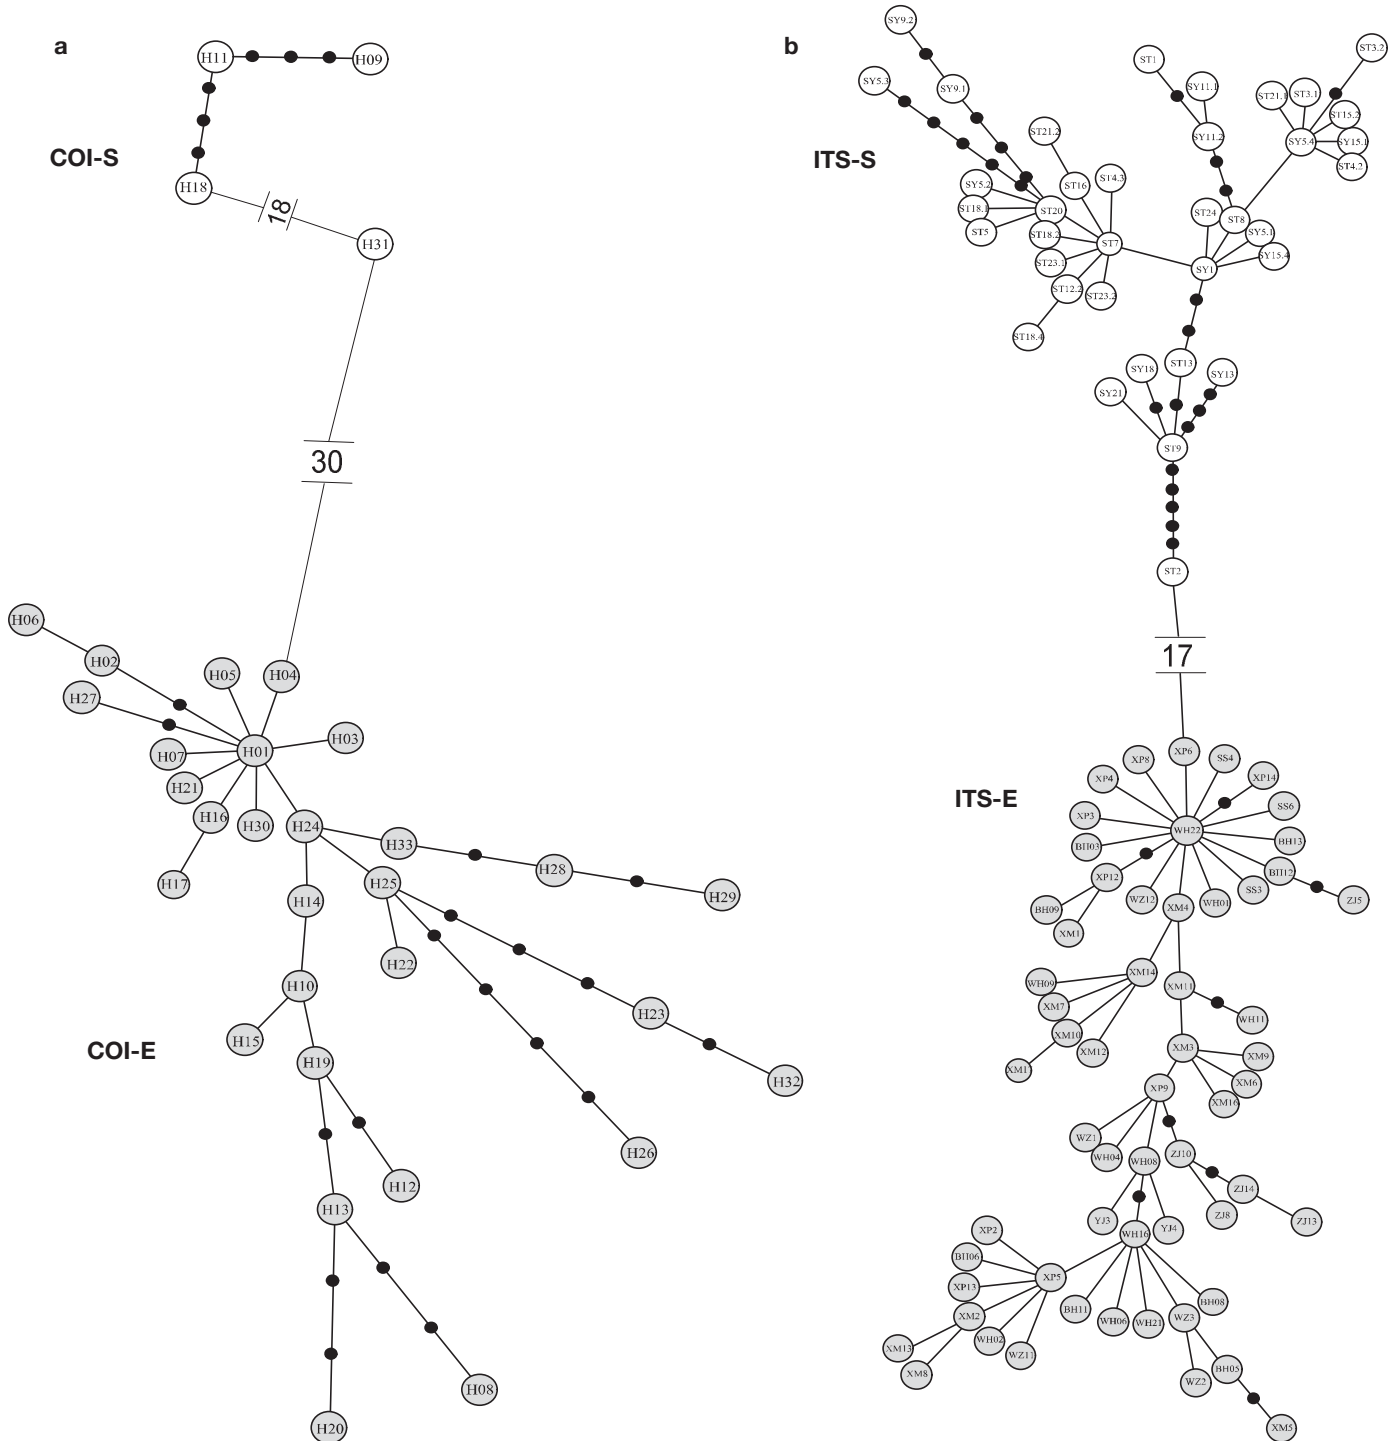 a
H11
H09
COI-S
H18
18
H31
30
H06
H02
H05
H04
H27
H07
H01
H03
H21
H16
H30
H24
H33
H28
H29
H17
H25
H14
H22
H10
H23
H15
COI-E
H19
H32
H12
H26
H13
H08
H20
b
SY9.2
SY5.3
SY9.1
ST21.2
ITS-S
SY5.2
ST16
ST4.3
ST18.1
ST20
ST5
ST18.2
ST7
ST23.1
ST12.2
ST23.2
ST18.4
ST1
SY11.1
SY11.2
ST3.2
ST21.1
ST3.1
ST15.2
SY5.4
SY15.1
ST4.2
ST24
ST8
SY5.1
SY15.4
SY1
SY18
ST13
SY13
SY21
ST9
ST2
17
XP6
XP8
SS4
XP4
XP14
ITS-E
XP3
SS6
WH22
BH03
BH13
XP12
BH12
WZ12
SS3
ZJ5
BH09
XM4
WH01
XM1
XM14
WH09
XM11
XM7
WH11
XM10
XM12
XM3
XM9
XM17
XP9
XM6
XM16
WZ1
WH04
WH08
ZJ10
ZJ14
YJ3
YJ4
ZJ8
ZJ13
XP2
WH16
BH06
XP5
XP13
XM2
BH11
WH06
WH21
WZ3
BH08
WH02
XM13
WZ11
XM8
BH05
WZ2
XM5